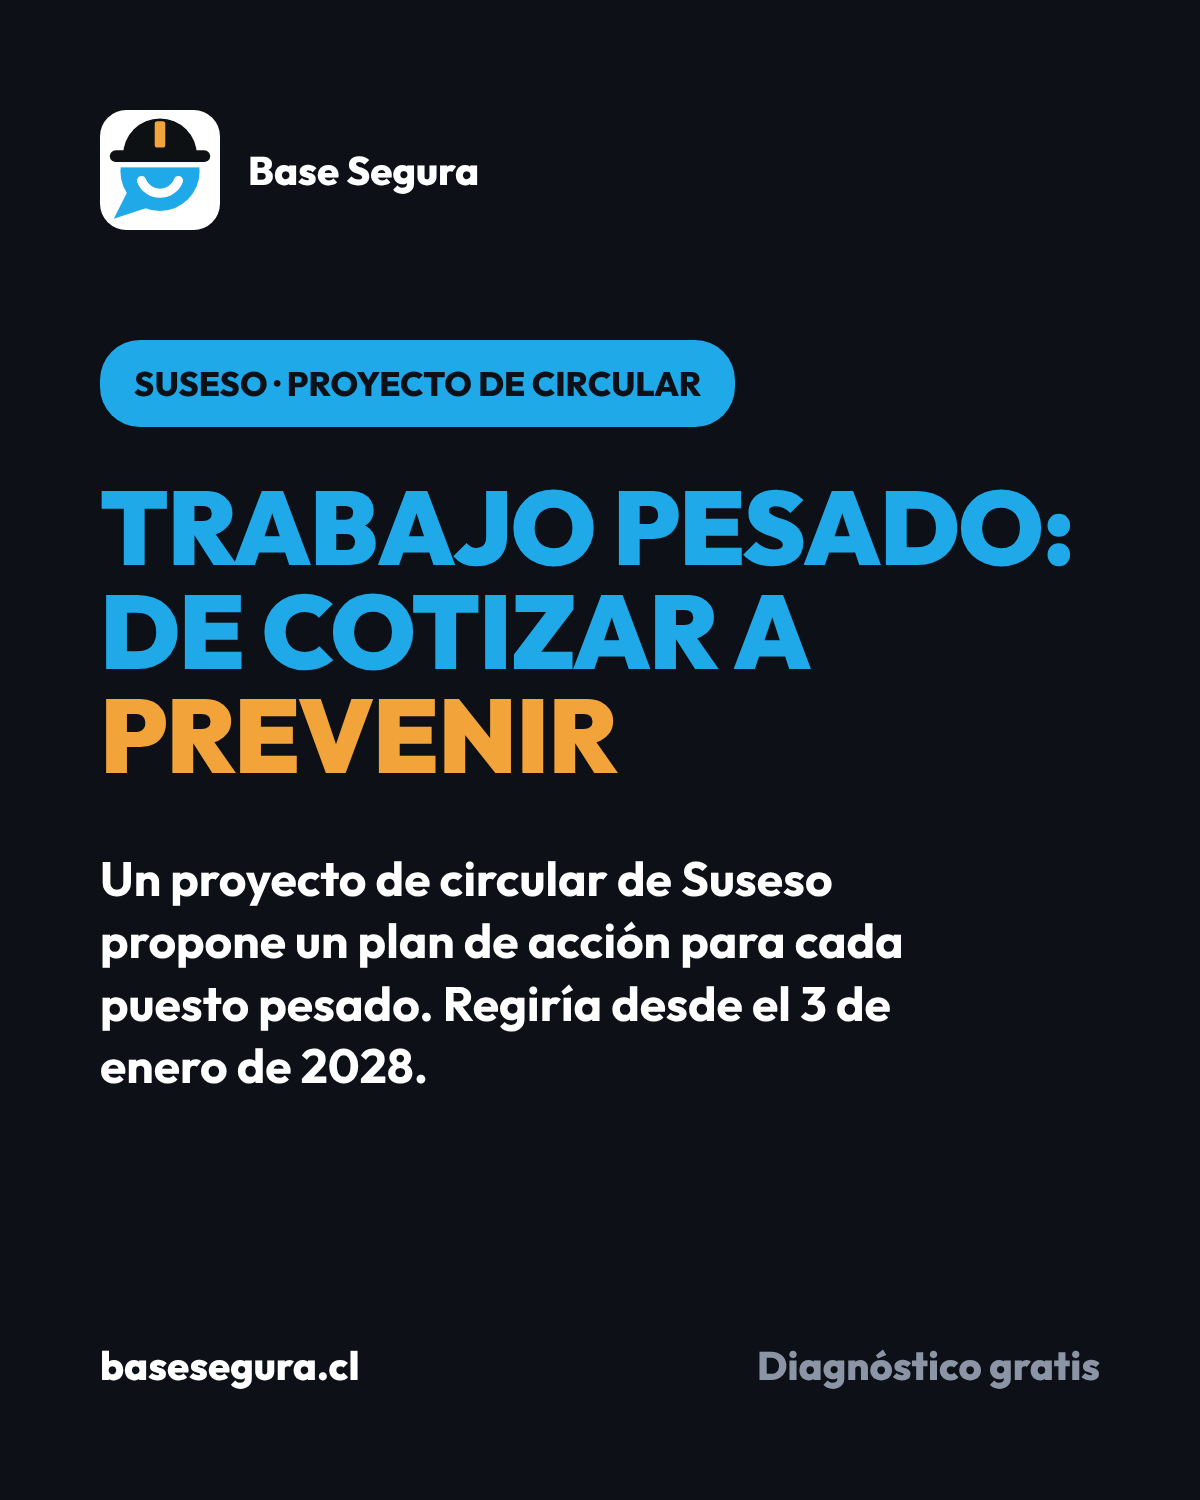 Base Segura
SUSESO · PROYECTO DE CIRCULAR
TRABAJO PESADO:
DE COTIZAR A
PREVENIR
Un proyecto de circular de Suseso
propone un plan de acción para cada
puesto pesado. Regiría desde el 3 de
enero de 2028.
basesegura.cl
Diagnóstico gratis